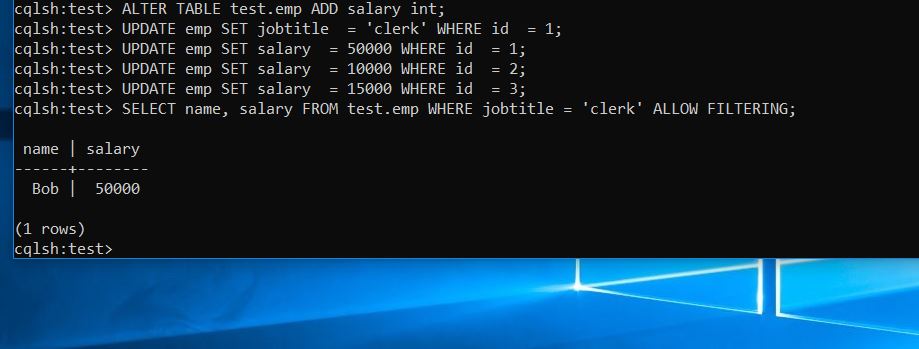 cqlsh:test> ALTER TABLE test.emp ADD salary int;
cqlsh:test> UPDATE emp SET jobtitle  = 'clerk' WHERE id  = 1;
cqlsh:test> UPDATE emp SET salary  = 50000 WHERE id  = 1;
cqlsh:test> UPDATE emp SET salary  = 10000 WHERE id  = 2;
cqlsh:test> UPDATE emp SET salary  = 15000 WHERE id  = 3;
cqlsh:test> SELECT name, salary FROM test.emp WHERE jobtitle = 'clerk' ALLOW FILTERING;
 name | salary
------+--------
  Bob |  50000
(1 rows)
cqlsh:test>